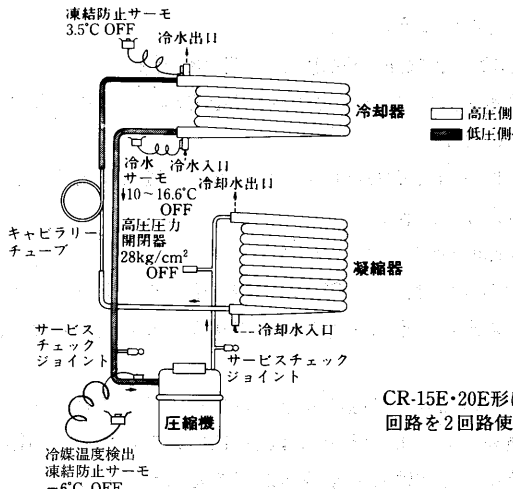 凍結防止サーモ
3.5℃ OFF
冷水出口
冷却器
高圧側
低圧側
冷水
サーモ
10～16.6℃
OFF
冷水入口
冷却水出口
高圧圧力
開閉器
28kg/cm²
OFF
キャピラリー
チューブ
凝縮器
冷却水入口
サービス
チェック
ジョイント
サービスチェック
ジョイント
圧縮機
CR-15E・20E形は
回路を2回路使
冷媒温度検出
凍結防止サーモ
-6℃ OFF